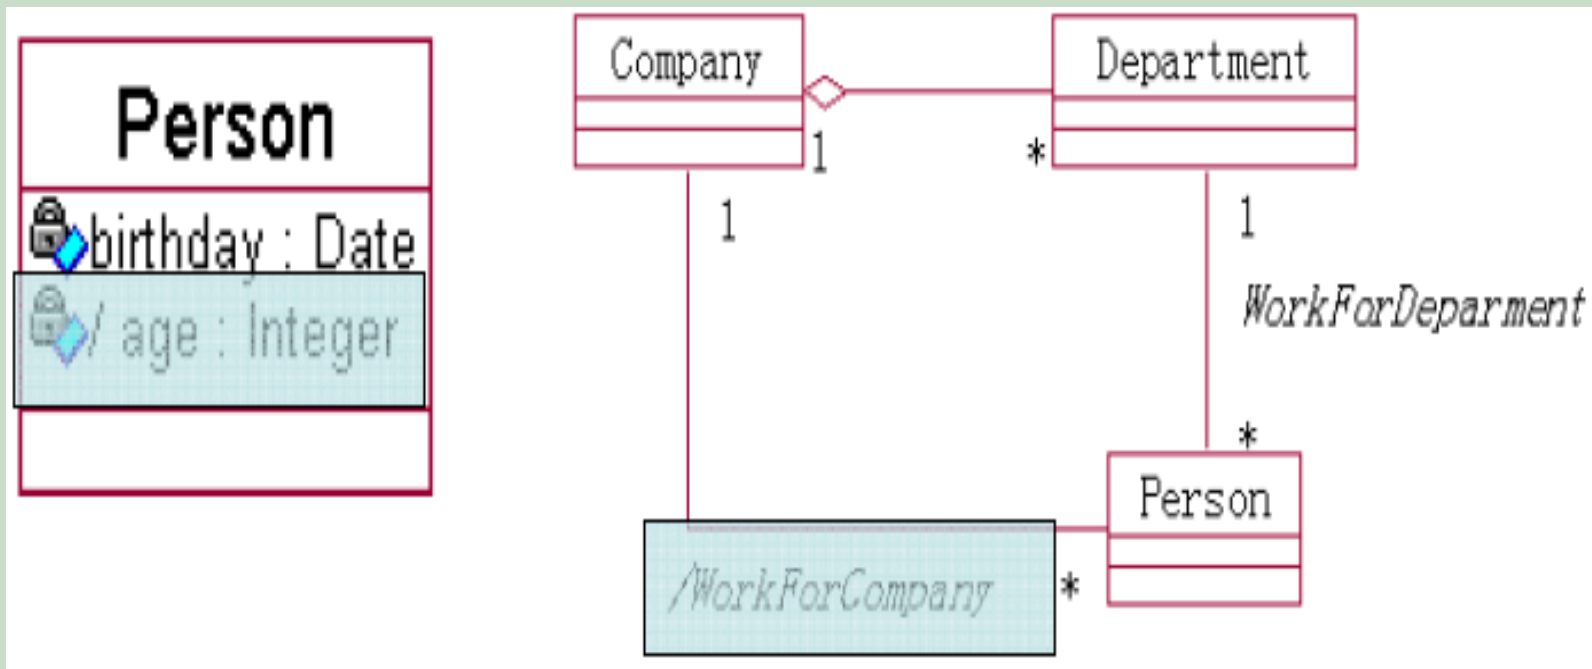 Person
birthday : Date
/ age : Integer
Company
Department
1
*
1
1
WorkForDeparment
*
Person
/WorkForCompany
*